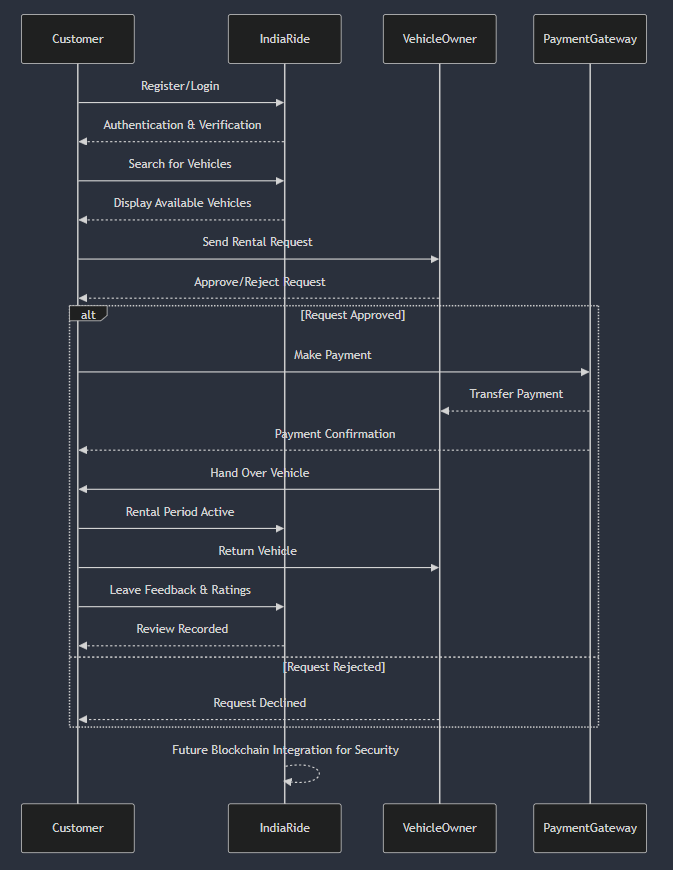 Customer
IndiaRide
VehicleOwner
PaymentGateway
Register/Login
Authentication & Verification
Search for Vehicles
Display Available Vehicles
Send Rental Request
Approve/Reject Request
alt
[Request Approved]
Make Payment
Transfer Payment
Payment Confirmation
Hand Over Vehicle
Rental Period Active
Return Vehicle
Leave Feedback & Ratings
Review Recorded
[Request Rejected]
Request Declined
Future Blockchain Integration for Security
Customer
IndiaRide
VehicleOwner
PaymentGateway